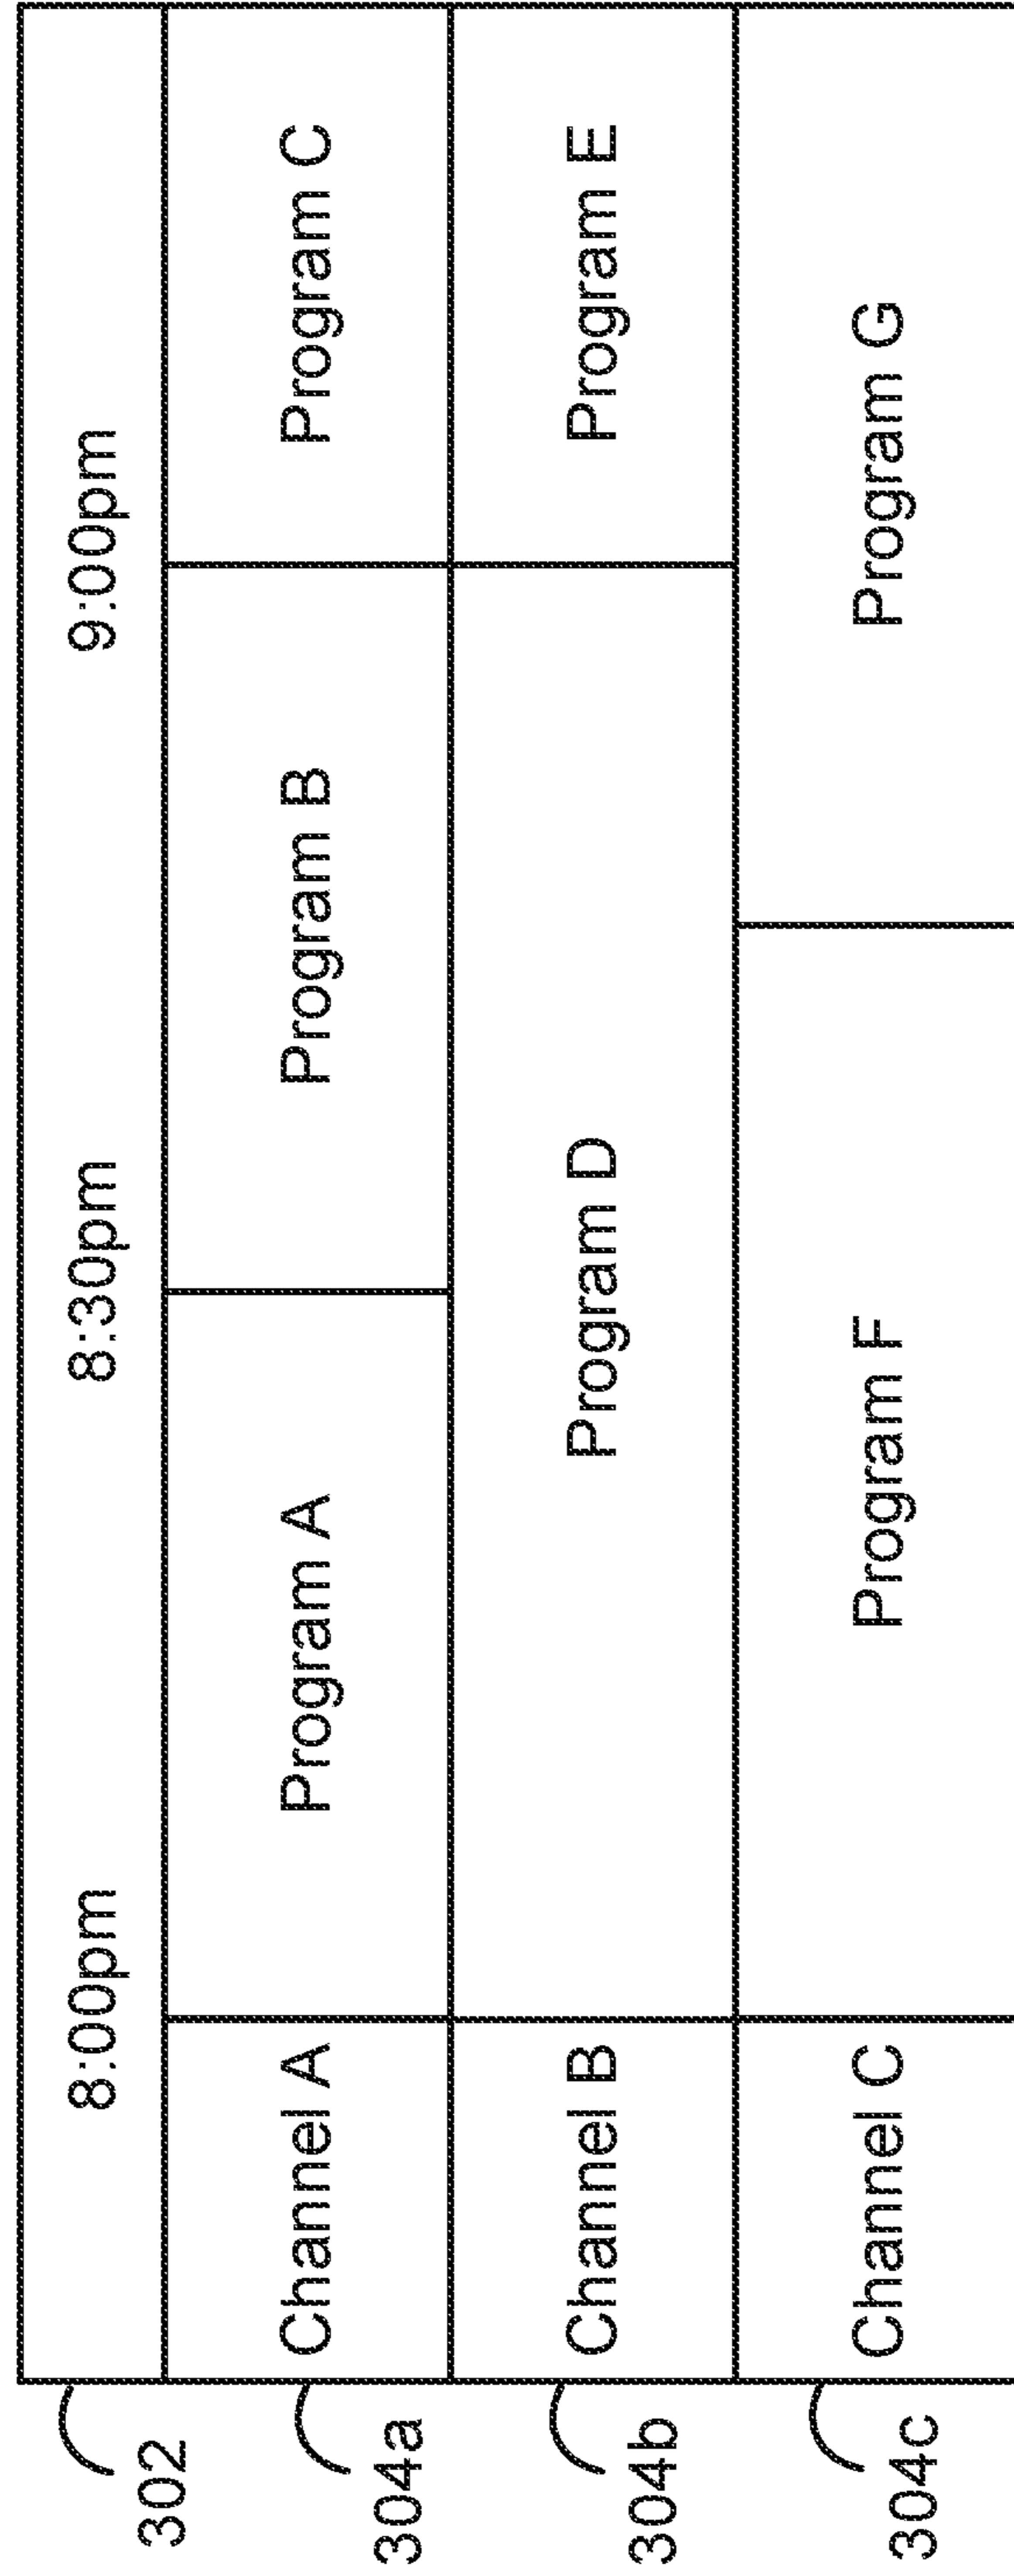 302 8:00pm 8:30pm 9:00pm
304a Channel A Program A Program B Program C
304b Channel B Program D Program E
304c Channel C Program F Program G